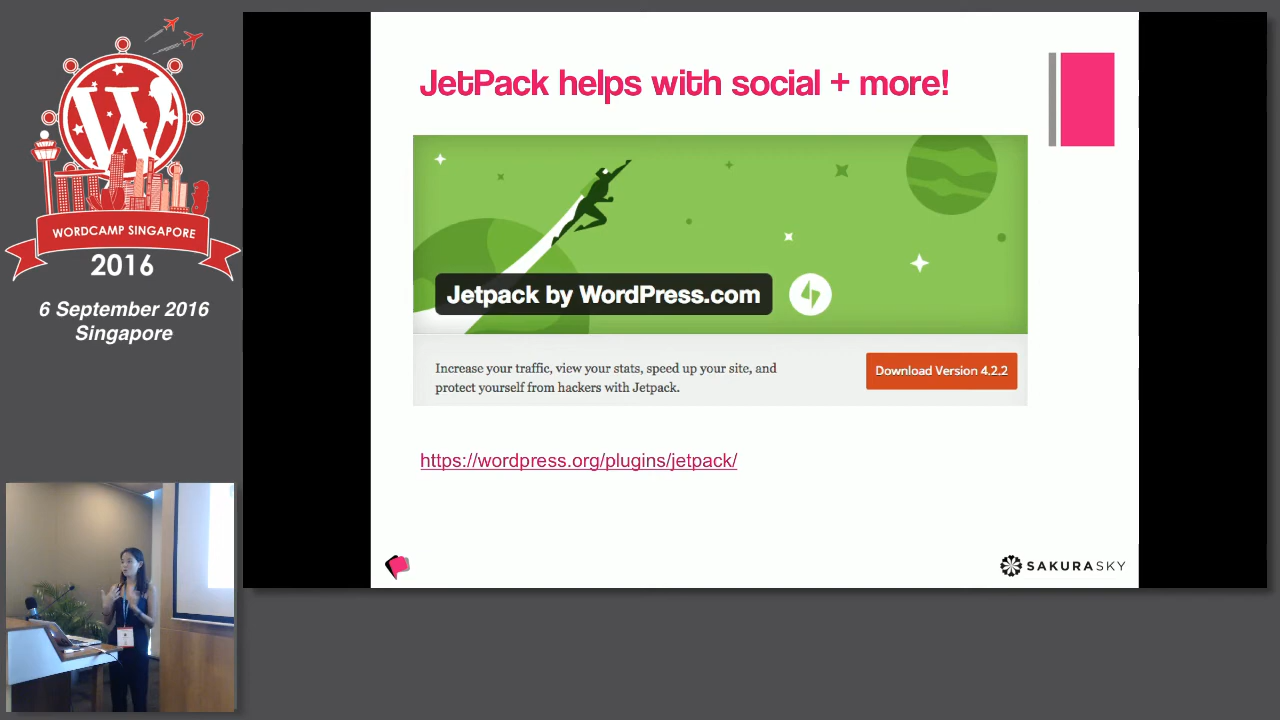 WORDCAMP SINGAPORE
2016
6 September 2016
Singapore
JetPack helps with social + more!
Jetpack by WordPress.com
Increase your traffic, view your stats, speed up your site, and
protect yourself from hackers with Jetpack.
Download Version 4.2.2
https://wordpress.org/plugins/jetpack/
SAKURASKY